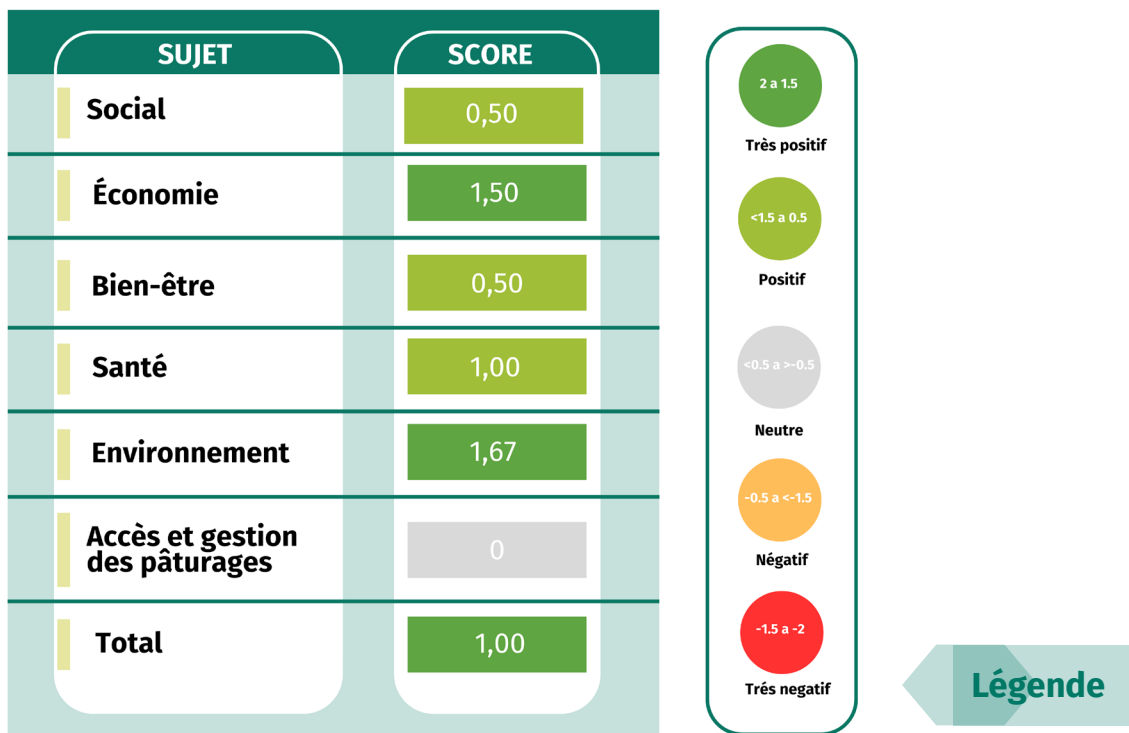 SUJET SCORE
Social 0,50
Économie 1,50
Bien-être 0,50
Santé 1,00
Environnement 1,67
Accès et gestion
des pâturages 0
Total 1,00
2 a 1.5
Très positif
<1.5 a 0.5
Positif
<0.5 a >-0.5
Neutre
-0.5 a <-1.5
Négatif
-1.5 a -2
Trés negatif
Légende